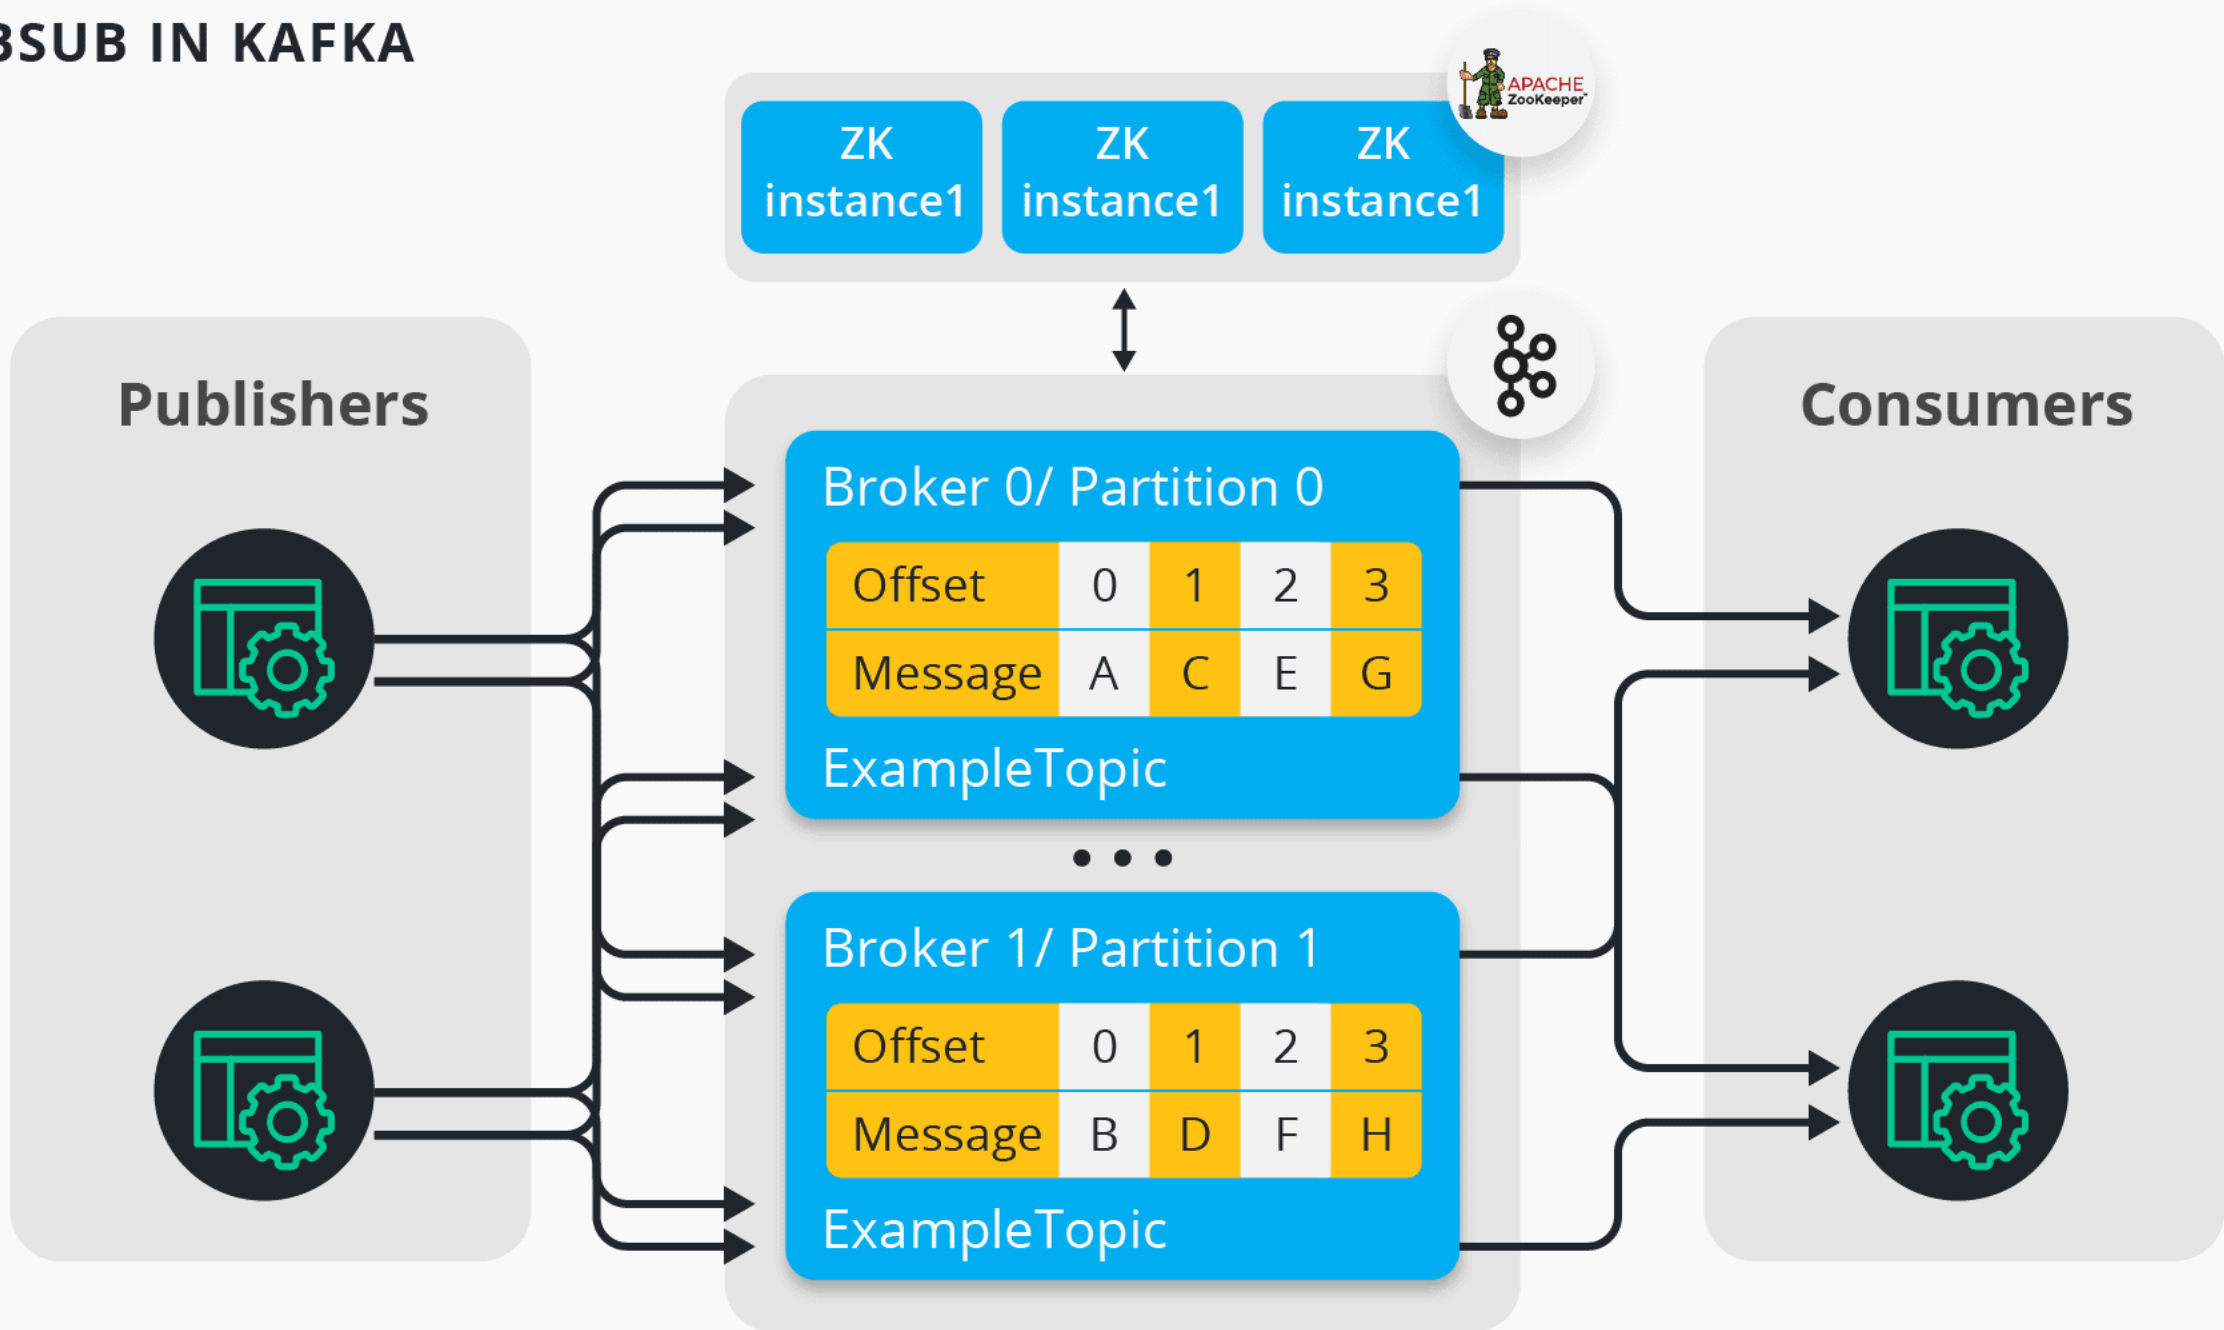 BSUB IN KAFKA
APACHE
ZooKeeper™
ZK
instance1
ZK
instance1
ZK
instance1
Publishers
Consumers
Broker 0/ Partition 0
Offset 0 1 2 3
Message A C E G
ExampleTopic
Broker 1/ Partition 1
Offset 0 1 2 3
Message B D F H
ExampleTopic